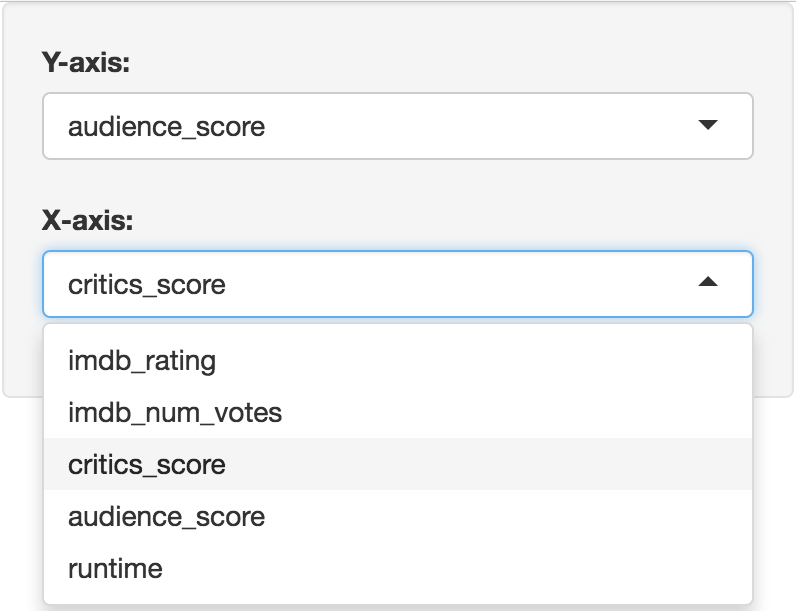 Y-axis:
audience_score
X-axis:
critics_score
imdb_rating
imdb_num_votes
critics_score
audience_score
runtime